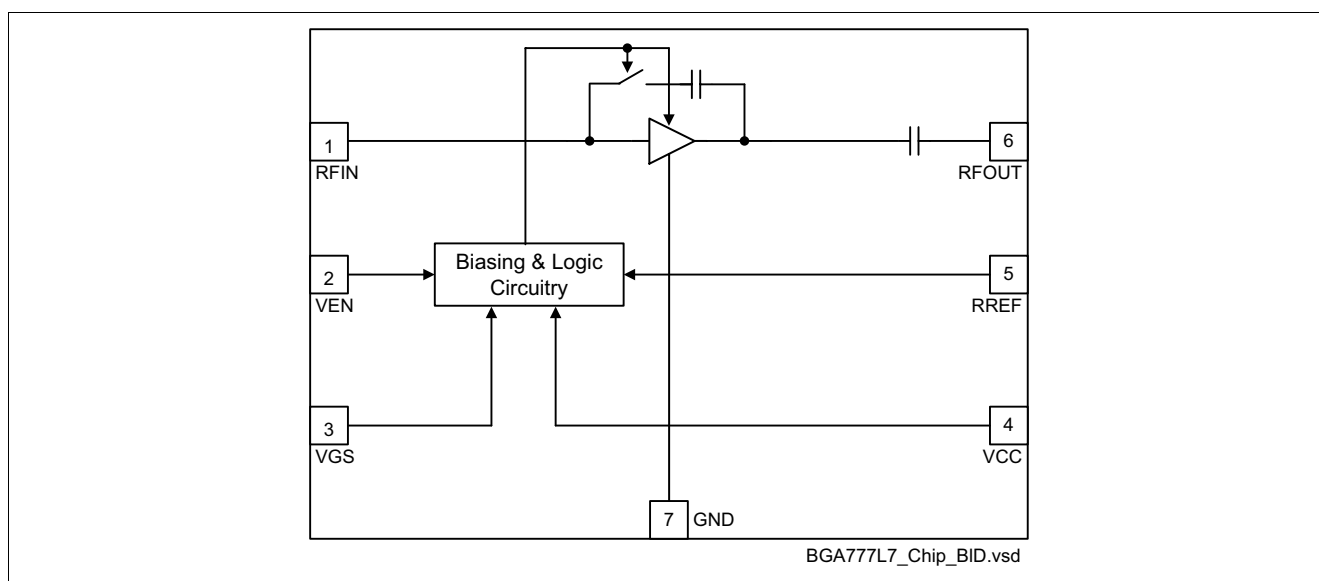 1
RFIN
6
RFOUT
Biasing & Logic
Circuitry
2
VEN
5
RREF
3
VGS
4
VCC
7
GND
BGA777L7_Chip_BID.vsd